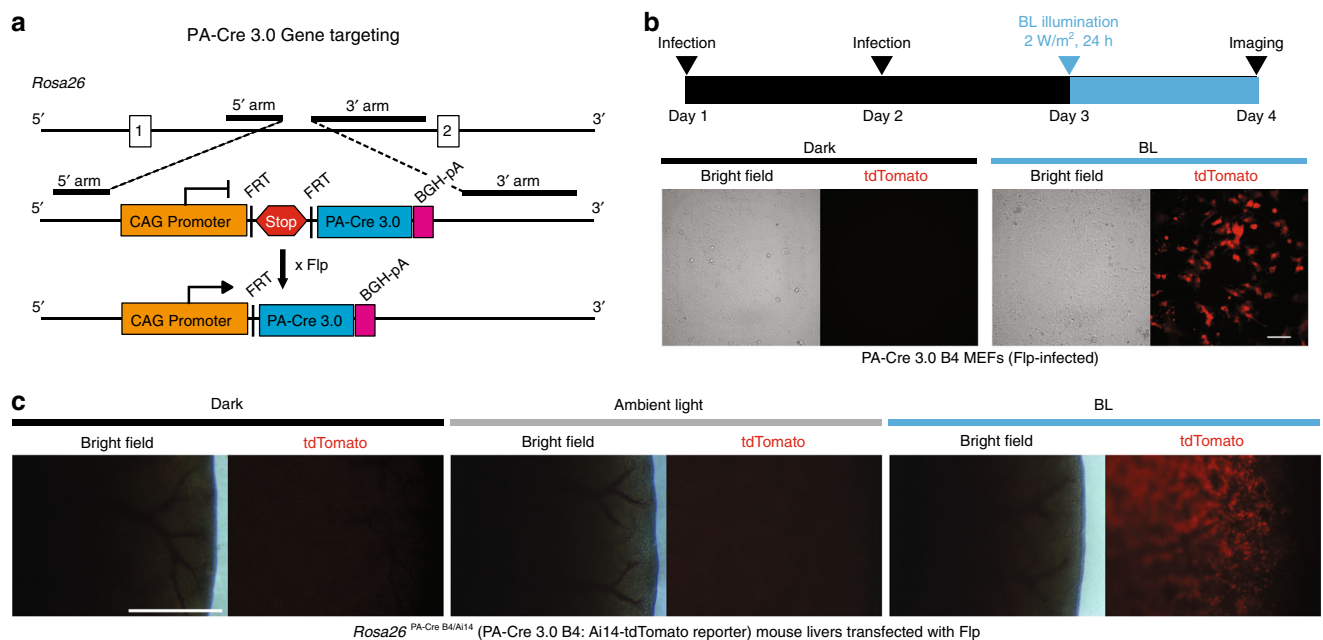 a
PA-Cre 3.0 Gene targeting
Rosa26
5′ arm
3′ arm
5′
1
2
3′
5′ arm
FRT
FRT
BGH-pA
3′ arm
5′
CAG Promoter
Stop
PA-Cre 3.0
3′
x Flp
FRT
BGH-pA
5′
CAG Promoter
PA-Cre 3.0
3′
b
BL illumination
2 W/m², 24 h
Infection
Infection
Imaging
Day 1
Day 2
Day 3
Day 4
Dark
BL
Bright field
tdTomato
Bright field
tdTomato
PA-Cre 3.0 B4 MEFs (Flp-infected)
c
Dark
Ambient light
BL
Bright field
tdTomato
Bright field
tdTomato
Bright field
tdTomato
Rosa26 PA-Cre B4/Ai14 (PA-Cre 3.0 B4: Ai14-tdTomato reporter) mouse livers transfected with Flp